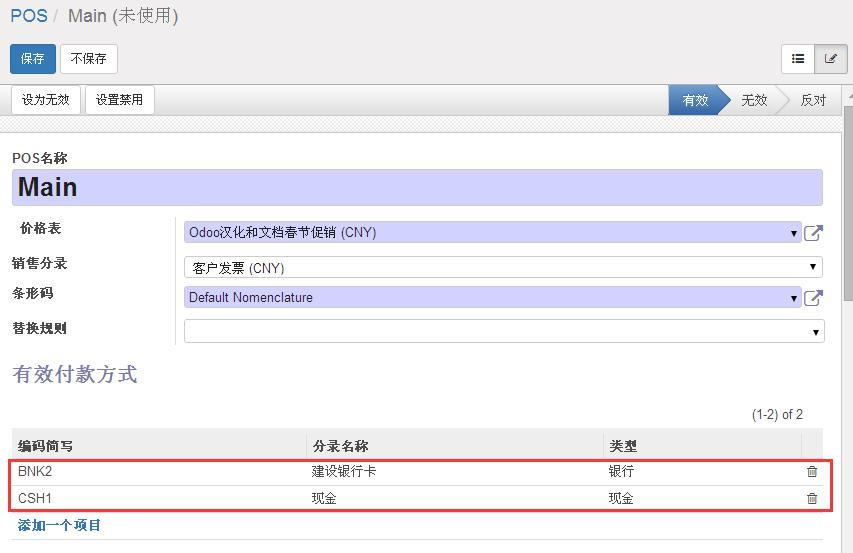 POS / Main (未使用)
保存 不保存
设为无效 设置禁用 有效 无效 反对
POS名称
Main
价格表 Odoo汉化和文档春节促销 (CNY)
销售分录 客户发票 (CNY)
条形码 Default Nomenclature
替换规则
有效付款方式
(1-2) of 2
编码简写 分录名称 类型
BNK2 建设银行卡 银行
CSH1 现金 现金
添加一个项目